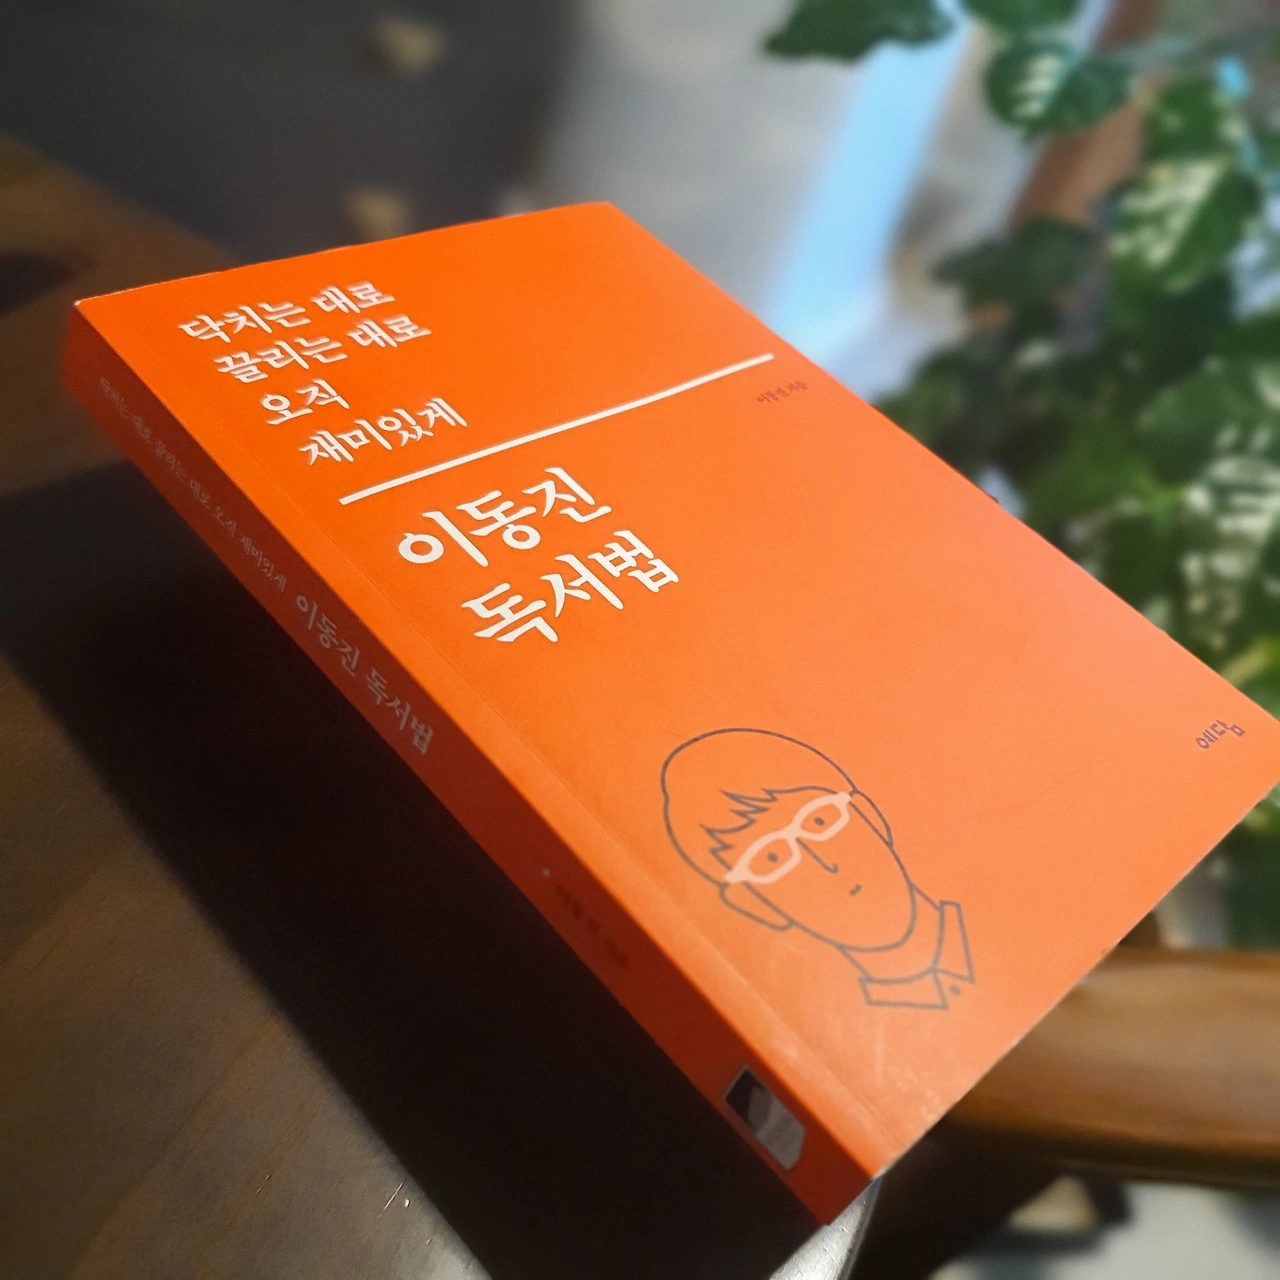 닥치는 대로
끌리는 대로
오직
재미있게
이동진 지음
이동진
독서법
예담
닥치는 대로 끌리는 대로 오직 재미있게 이동진 독서법